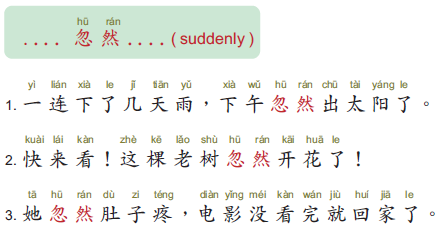 hū rán
.... 忽然 .... (suddenly)
yì lián xià le jǐ tiān yǔ xià wǔ hū rán chū tài yáng le
1. 一连下了几天雨，下午忽然出太阳了。
kuài lái kàn zhè kē lǎo shù hū rán kāi huā le
2. 快来看！这棵老树忽然开花了！
tā hū rán dù zi téng diàn yǐng méi kàn wán jiù huí jiā le
3. 她忽然肚子疼，电影没看完就回家了。